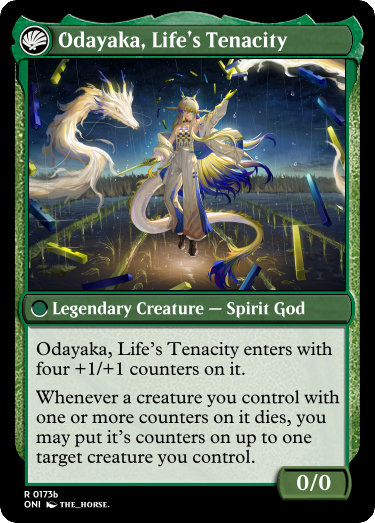 Odayaka, Life's Tenacity
Legendary Creature — Spirit God
Odayaka, Life's Tenacity enters with
four +1/+1 counters on it.
Whenever a creature you control with
one or more counters on it dies, you
may put it's counters on up to one
target creature you control.
0/0
R 0173b
ONI THE_HORSE.